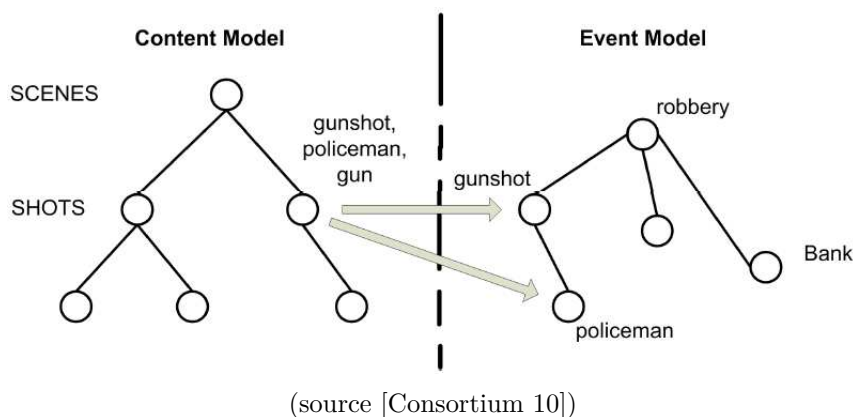 Content Model
Event Model
SCENES
robbery
gunshot,
policeman,
gun
gunshot
SHOTS
Bank
policeman
(source [Consortium 10])